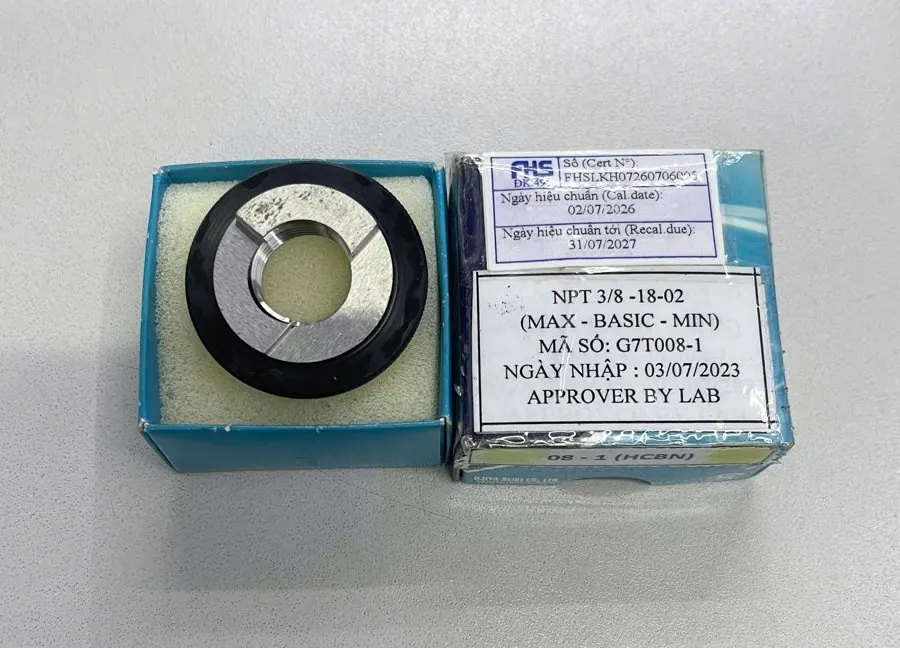 FHS
ĐK 496
Số (Cert N°):
FHSLKH07260706005
Ngày hiệu chuẩn (Cal.date):
02/07/2026
Ngày hiệu chuẩn tới (Recal.due):
31/07/2027
NPT 3/8 -18-02
(MAX - BASIC - MIN)
MÃ SỐ: G7T008-1
NGÀY NHẬP : 03/07/2023
APPROVER BY LAB
08 - 1 (HCBN)